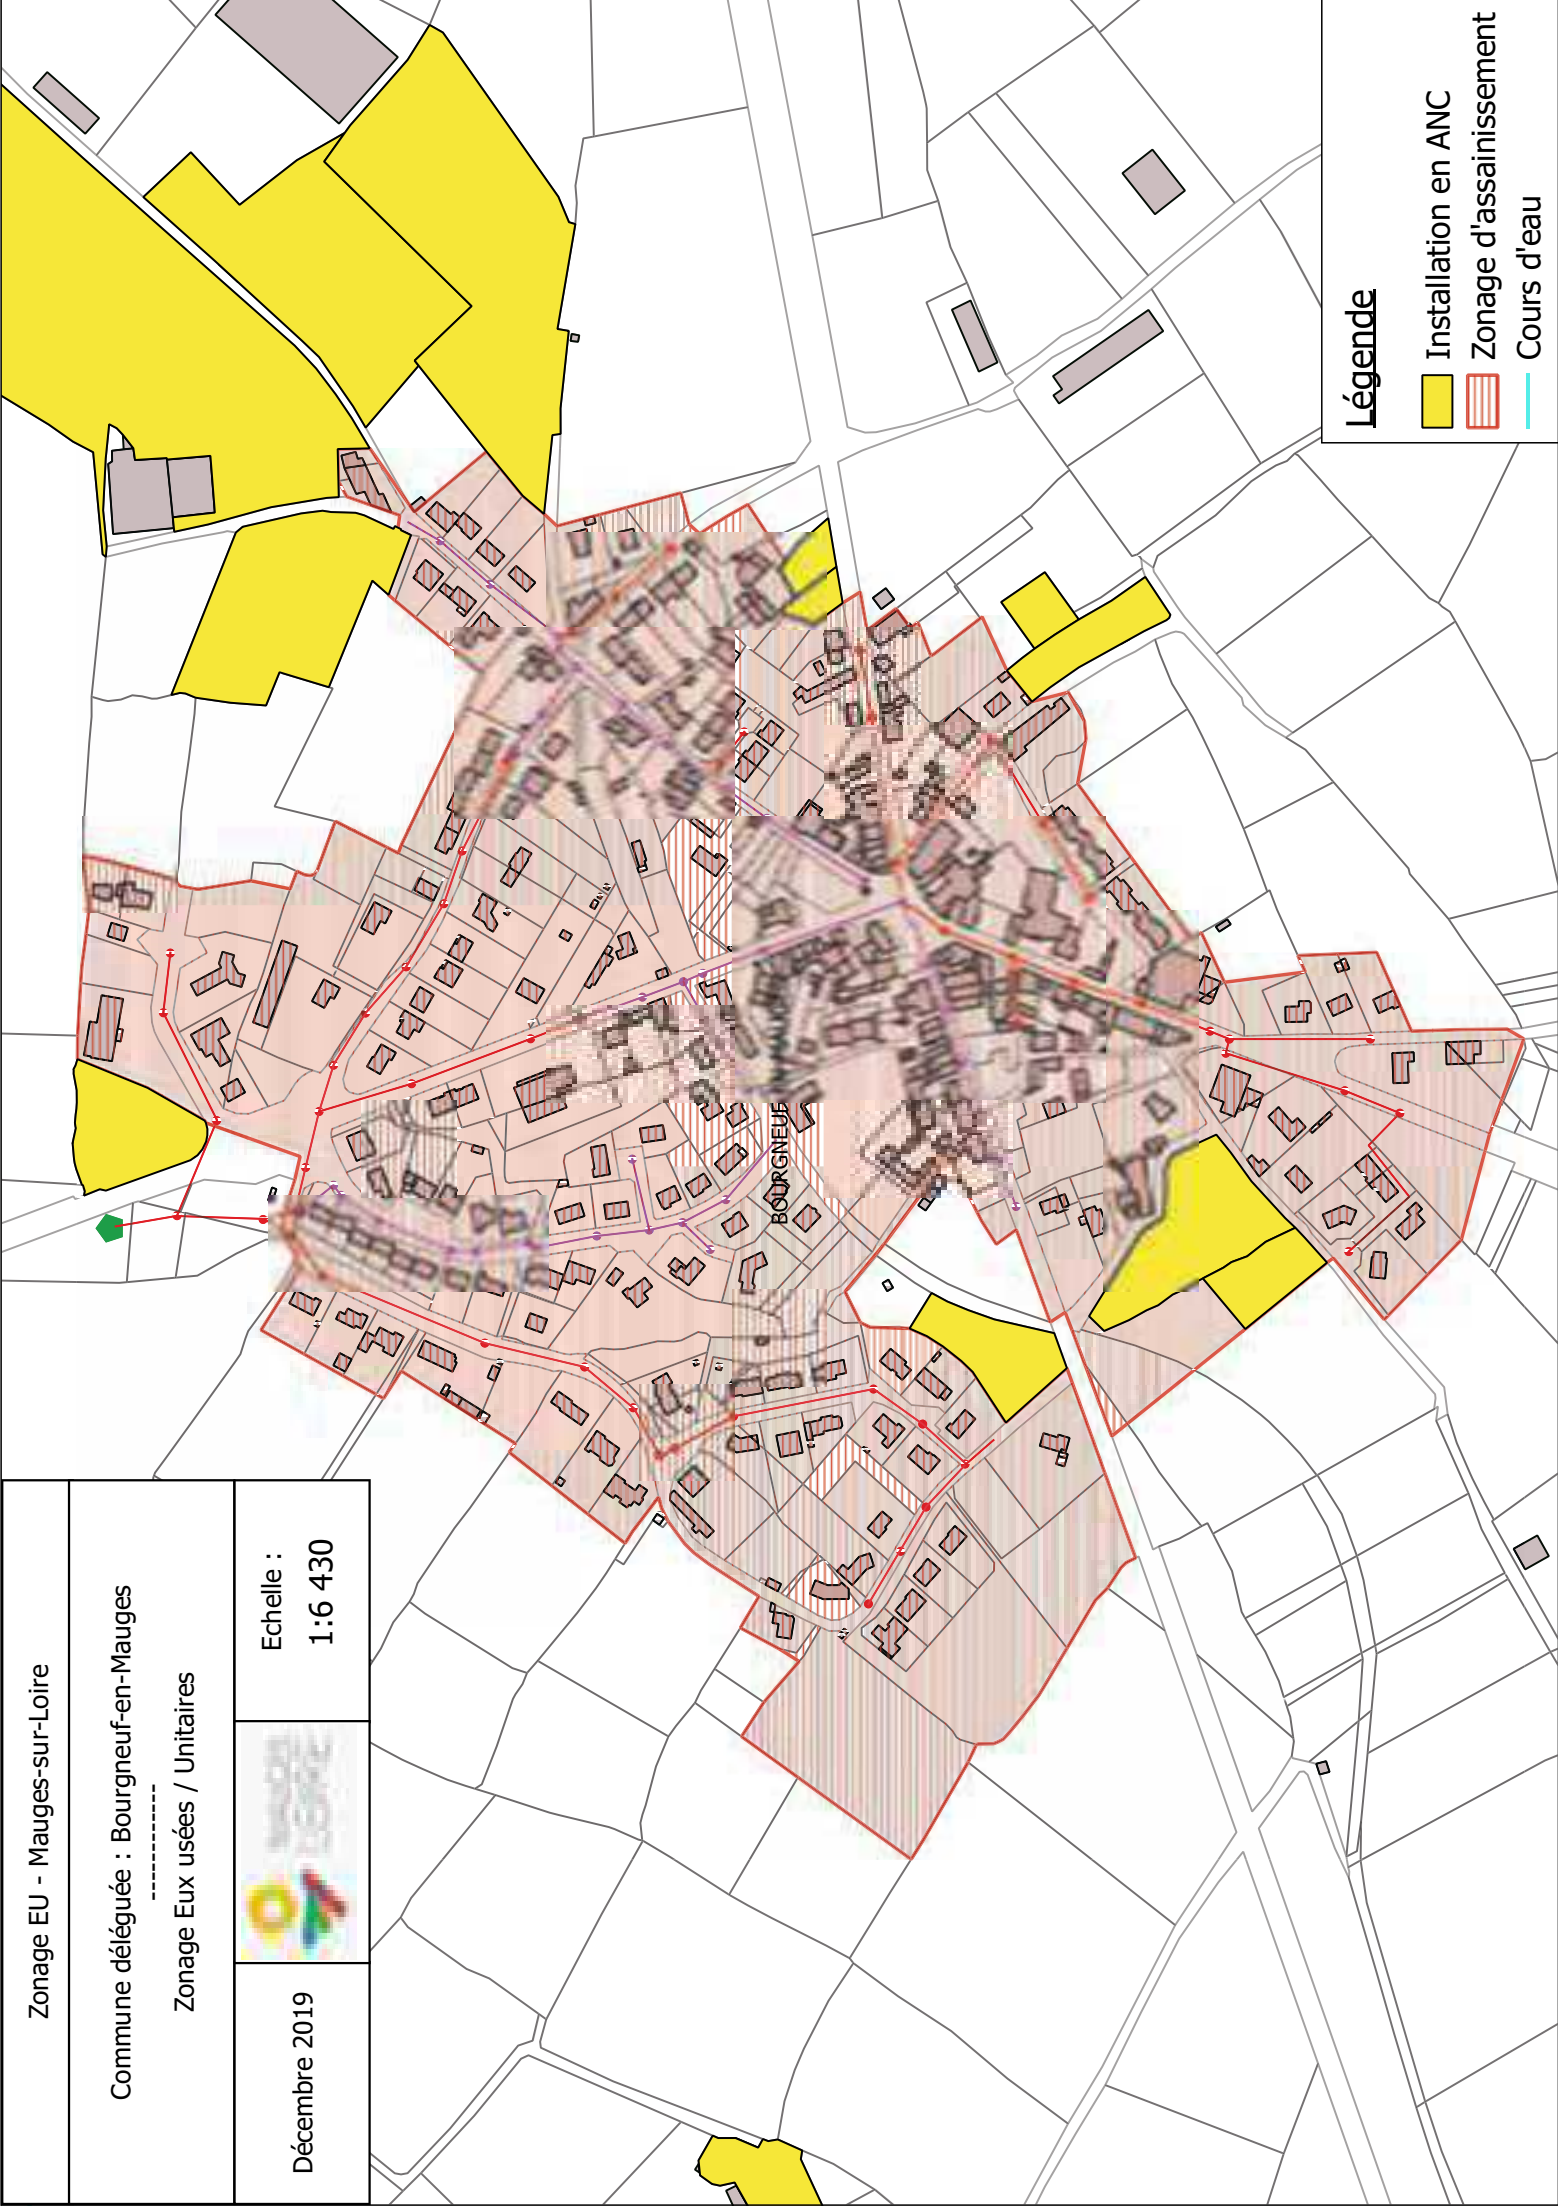 Zonage EU - Mauges-sur-Loire
Commune déléguée : Bourgneuf-en-Mauges
-----------
Zonage Eux usées / Unitaires
Décembre 2019
Echelle :
1:6 430
BOURGNEUF
Légende
Installation en ANC
Zonage d'assainissement
Cours d'eau